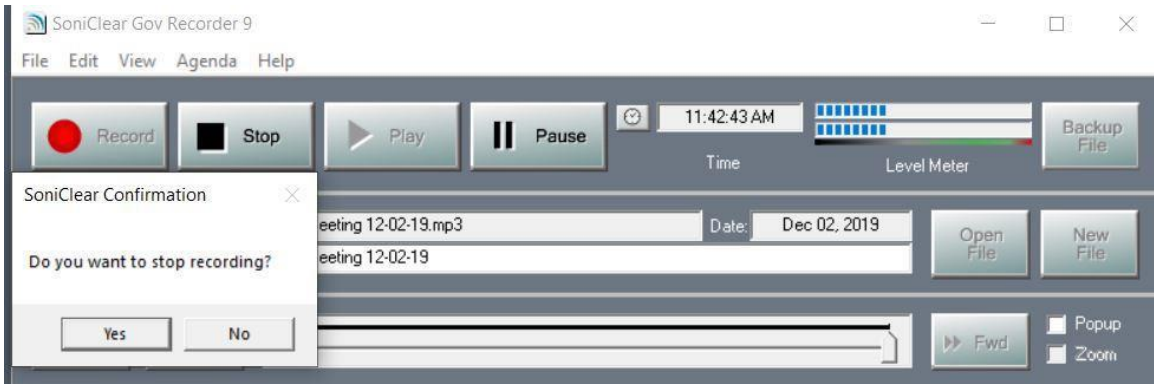 SoniClear Gov Recorder 9
File Edit View Agenda Help
Record Stop Play Pause 11:42:43 AM Backup File
Time Level Meter
SoniClear Confirmation
eeting 12-02-19.mp3 Date: Dec 02, 2019 Open File New File
Do you want to stop recording? eeting 12-02-19
Yes No Fwd Popup
Zoom